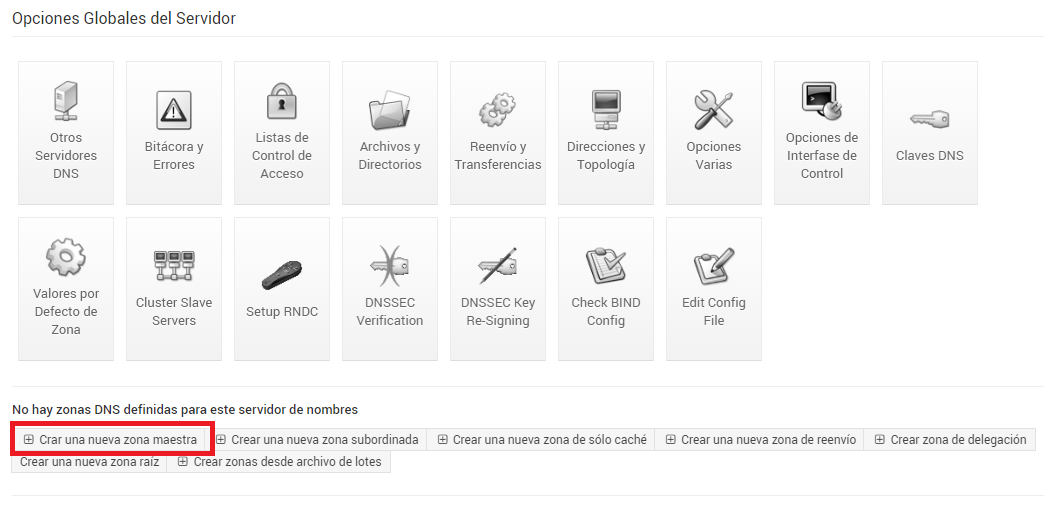 Opciones Globales del Servidor
Otros
Servidores
DNS
Bitácora y
Errores
Listas de
Control de
Acceso
Archivos y
Directorios
Reenvío y
Transferencias
Direcciones y
Topología
Opciones
Varias
Opciones de
Interfase de
Control
Claves DNS
Valores por
Defecto de
Zona
Cluster Slave
Servers
Setup RNDC
DNSSEC
Verification
DNSSEC Key
Re-Signing
Check BIND
Config
Edit Config
File
No hay zonas DNS definidas para este servidor de nombres
Crar una nueva zona maestra
Crear una nueva zona subordinada
Crear una nueva zona de sólo caché
Crear una nueva zona de reenvío
Crear zona de delegación
Crear una nueva zona raíz
Crear zonas desde archivo de lotes